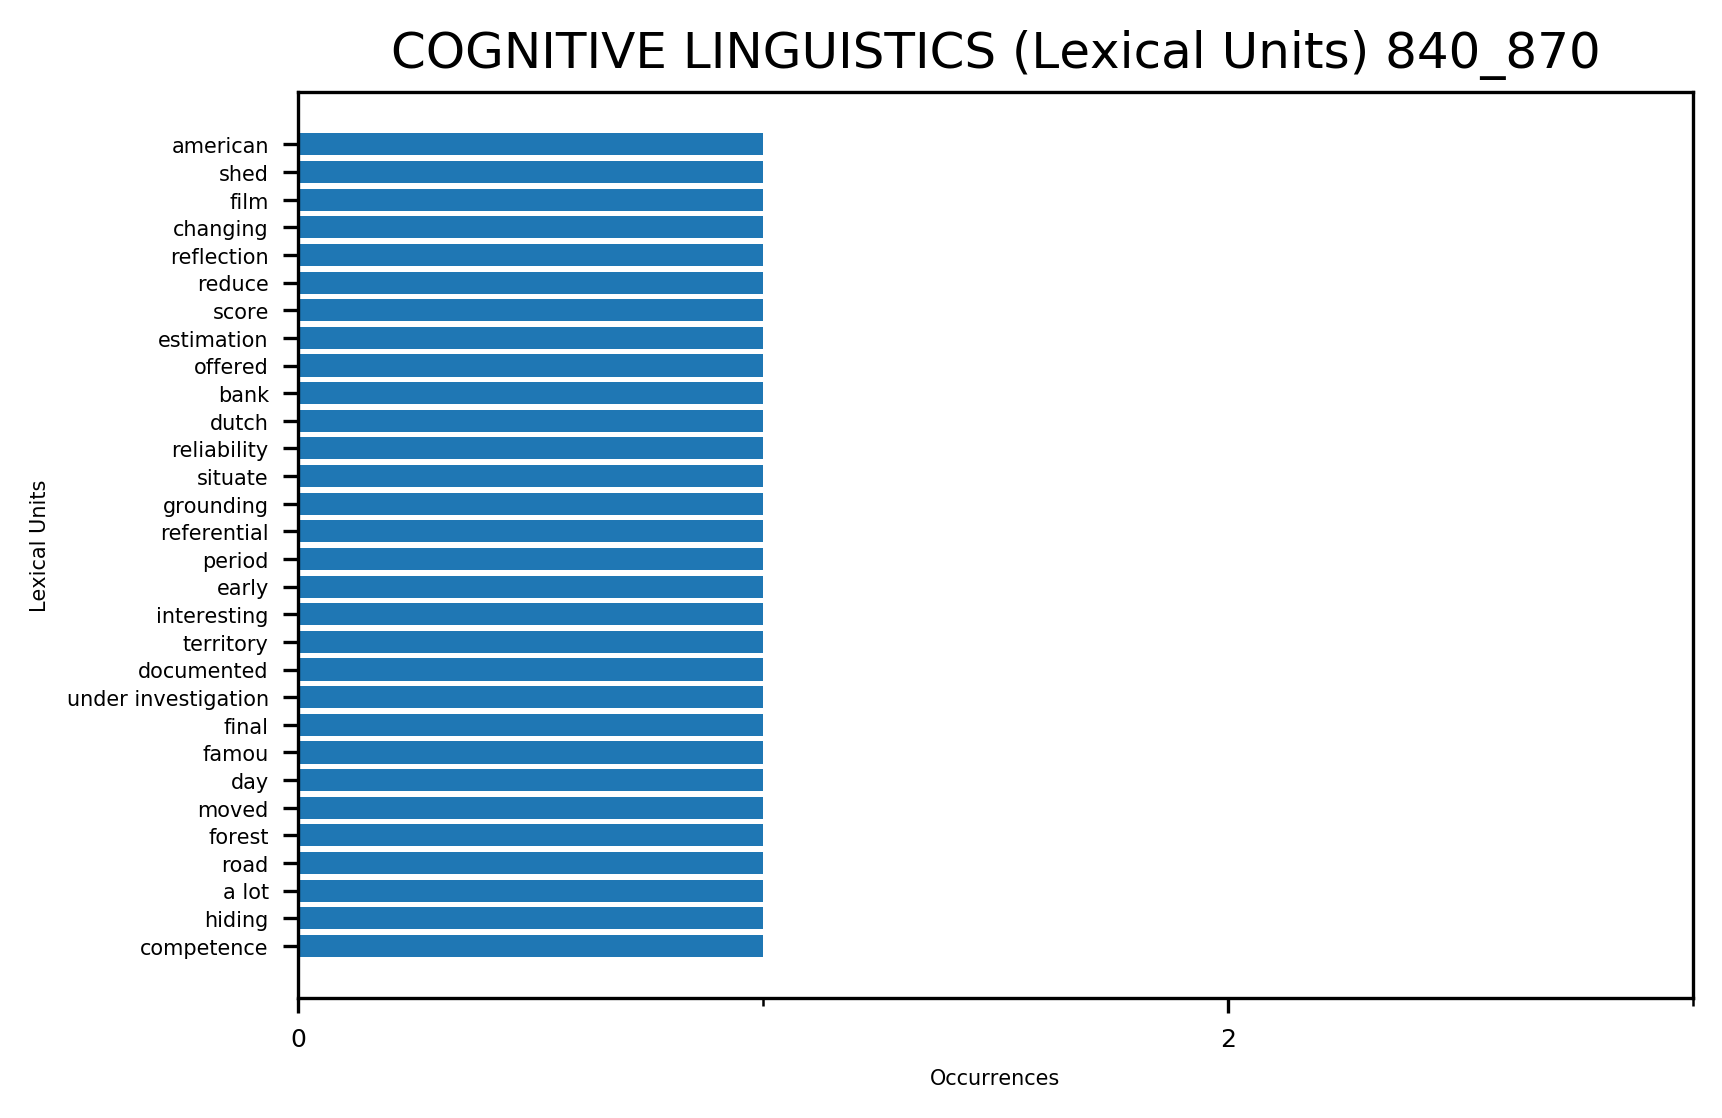 COGNITIVE LINGUISTICS (Lexical Units) 840_870
american
shed
film
changing
reflection
reduce
score
estimation
offered
bank
dutch
reliability
situate
grounding
referential
period
early
interesting
territory
documented
under investigation
final
famou
day
moved
forest
road
a lot
hiding
competence
Lexical Units
0
2
Occurrences